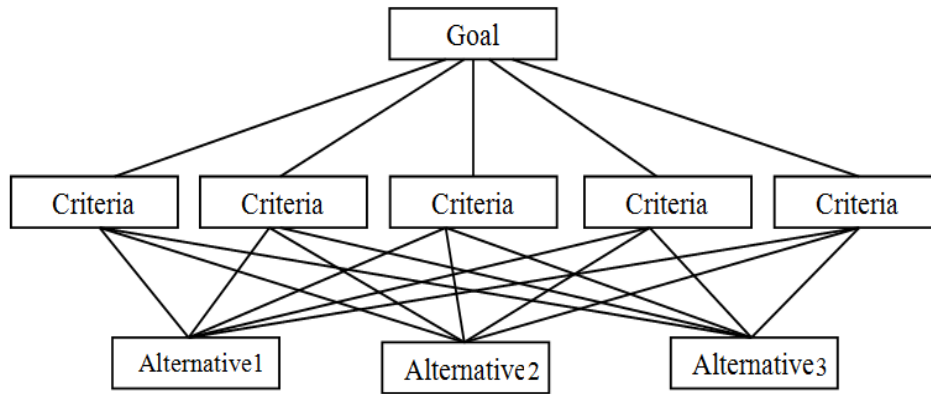 Goal
Criteria
Criteria
Criteria
Criteria
Criteria
Alternative1
Alternative2
Alternative3